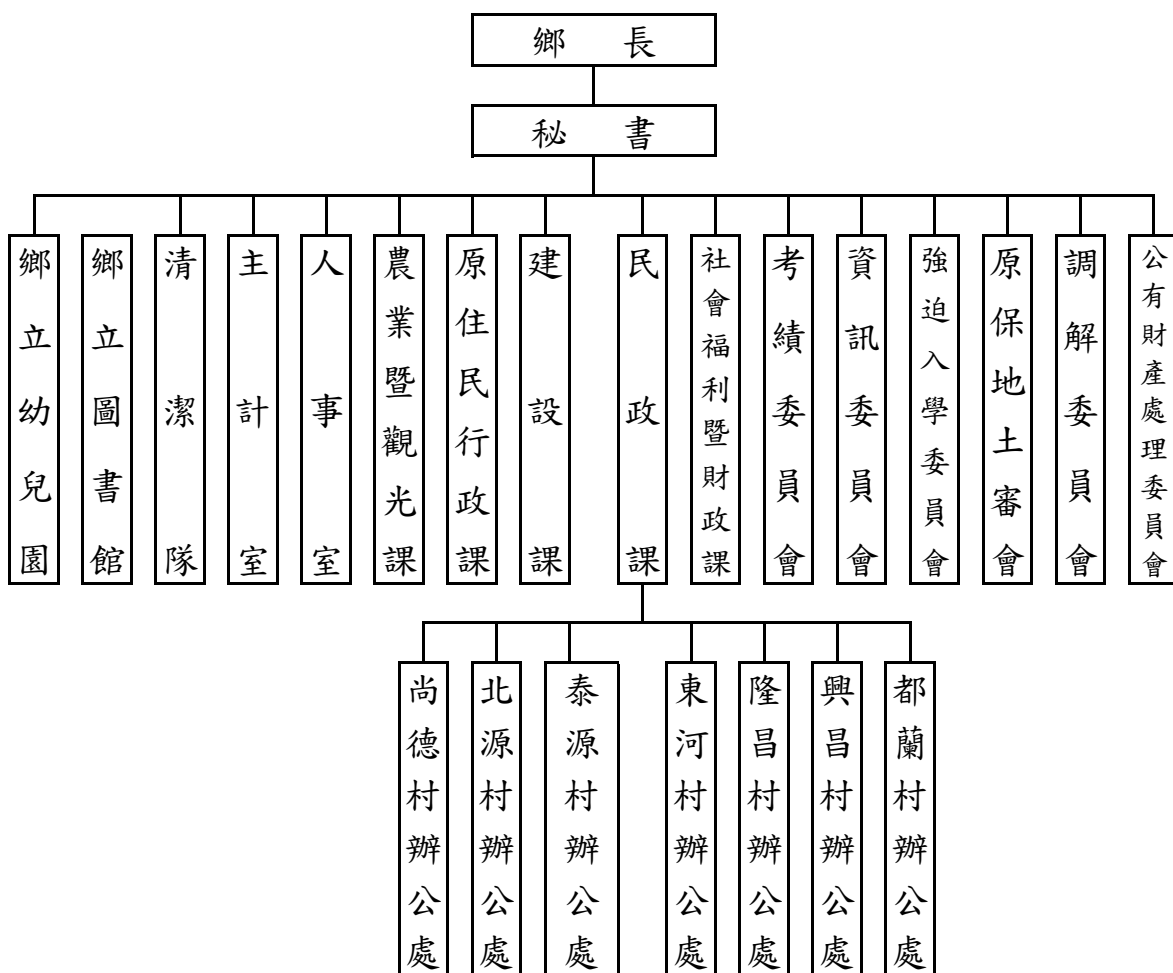 鄉長
秘書
鄉立幼兒園
鄉立圖書館
清潔隊
主計室
人事室
農業暨觀光課
原住民行政課
建設課
民政課
社會福利暨財政課
考績委員會
資訊委員會
強迫入學委員會
原保地土審會
調解委員會
公有財產處理委員會
尚德村辦公處
北源村辦公處
泰源村辦公處
東河村辦公處
隆昌村辦公處
興昌村辦公處
都蘭村辦公處